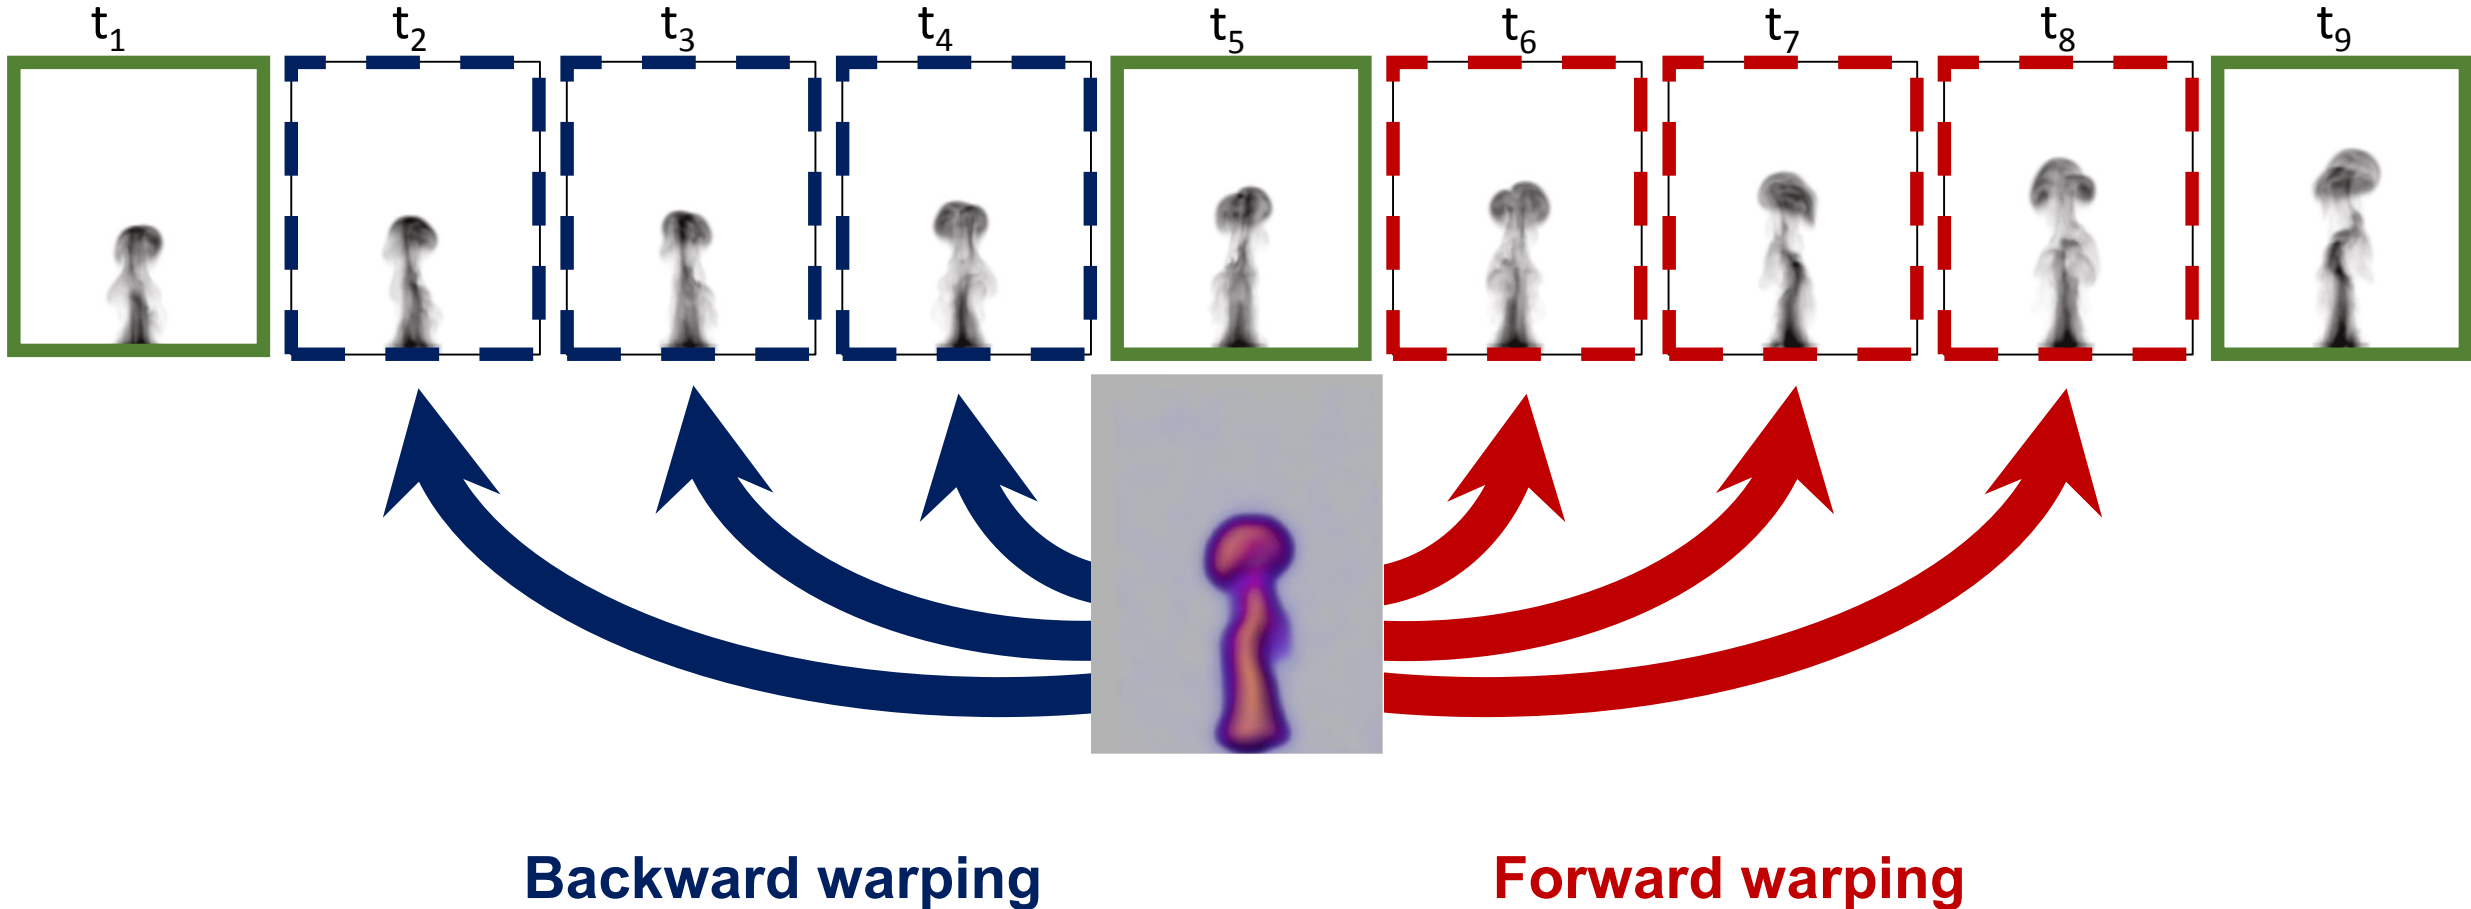 t₁ t₂ t₃ t₄ t₅ t₆ t₇ t₈ t₉
Backward warping Forward warping